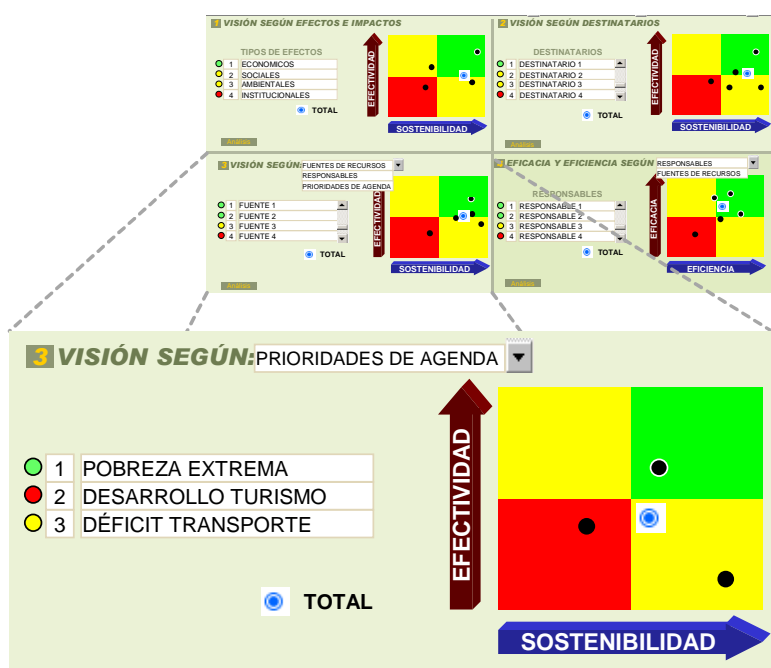 1 VISIÓN SEGÚN EFECTOS E IMPACTOS
TIPOS DE EFECTOS
1 ECONOMICOS
2 SOCIALES
3 AMBIENTALES
4 INSTITUCIONALES
TOTAL
EFECTIVIDAD
SOSTENIBILIDAD
Análisis
2 VISIÓN SEGÚN DESTINATARIOS
DESTINATARIOS
1 DESTINATARIO 1
2 DESTINATARIO 2
3 DESTINATARIO 3
4 DESTINATARIO 4
TOTAL
EFECTIVIDAD
SOSTENIBILIDAD
3 VISIÓN SEGÚN: FUENTES DE RECURSOS
RESPONSABLES
PRIORIDADES DE AGENDA
1 FUENTE 1
2 FUENTE 2
3 FUENTE 3
4 FUENTE 4
TOTAL
EFECTIVIDAD
SOSTENIBILIDAD
Análisis
EFICACIA Y EFICIENCIA SEGÚN RESPONSABLES
FUENTES DE RECURSOS
RESPONSABLES
1 RESPONSABLE 1
2 RESPONSABLE 2
3 RESPONSABLE 3
4 RESPONSABLE 4
TOTAL
EFICACIA
EFICIENCIA
Análisis
3 VISIÓN SEGÚN: PRIORIDADES DE AGENDA
1 POBREZA EXTREMA
2 DESARROLLO TURISMO
3 DÉFICIT TRANSPORTE
TOTAL
EFECTIVIDAD
SOSTENIBILIDAD